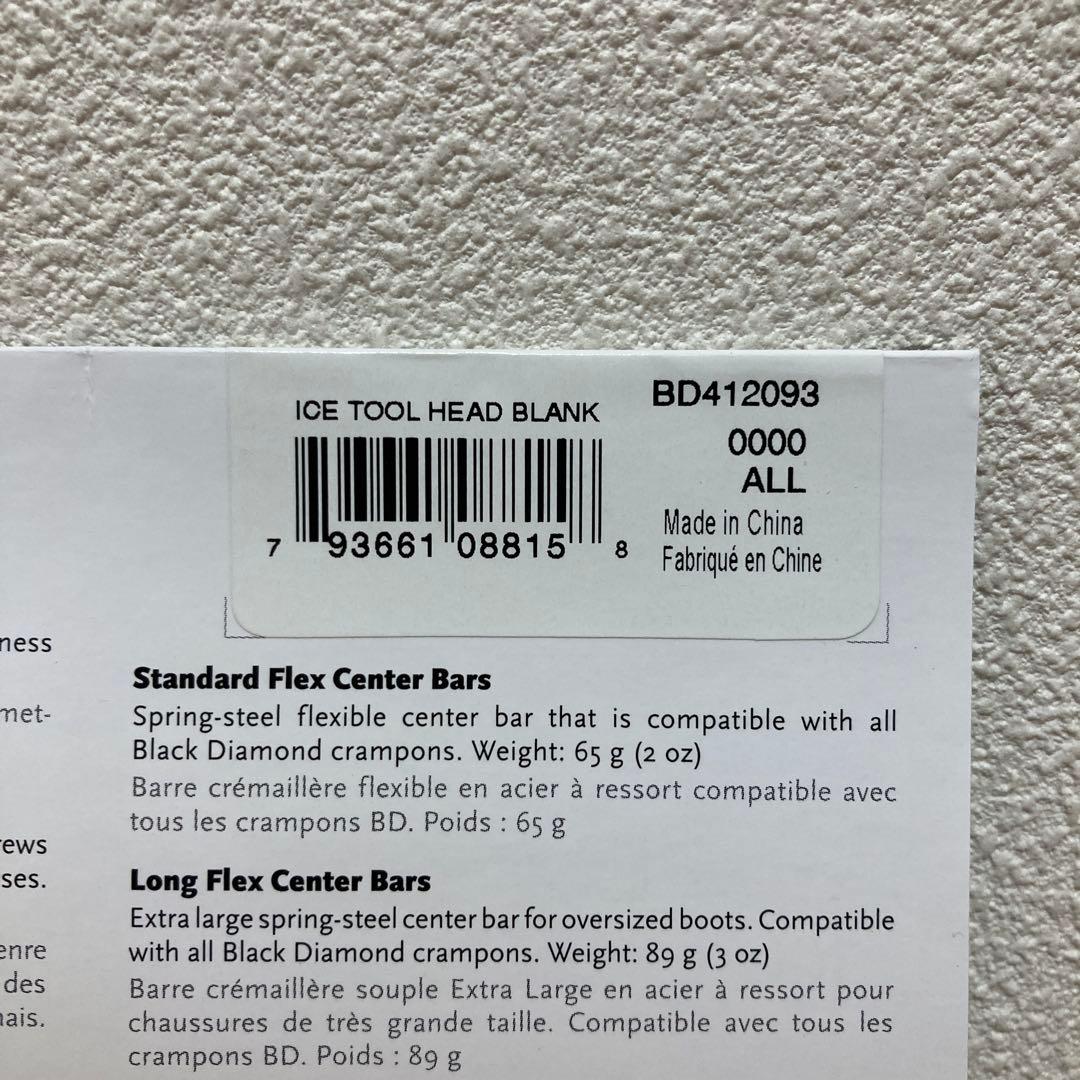 ICE TOOL HEAD BLANK
BD412093
0000
ALL
Made in China
Fabriqué en Chine
7 93661 08815 8
ness
met-
ews
ses.
enre
des
ais.
Standard Flex Center Bars
Spring-steel flexible center bar that is compatible with all
Black Diamond crampons. Weight: 65 g (2 oz)
Barre crémaillère flexible en acier à ressort compatible avec
tous les crampons BD. Poids : 65 g
Long Flex Center Bars
Extra large spring-steel center bar for oversized boots. Compatible
with all Black Diamond crampons. Weight: 89 g (3 oz)
Barre crémaillère souple Extra Large en acier à ressort pour
chaussures de très grande taille. Compatible avec tous les
crampons BD. Poids : 89 g